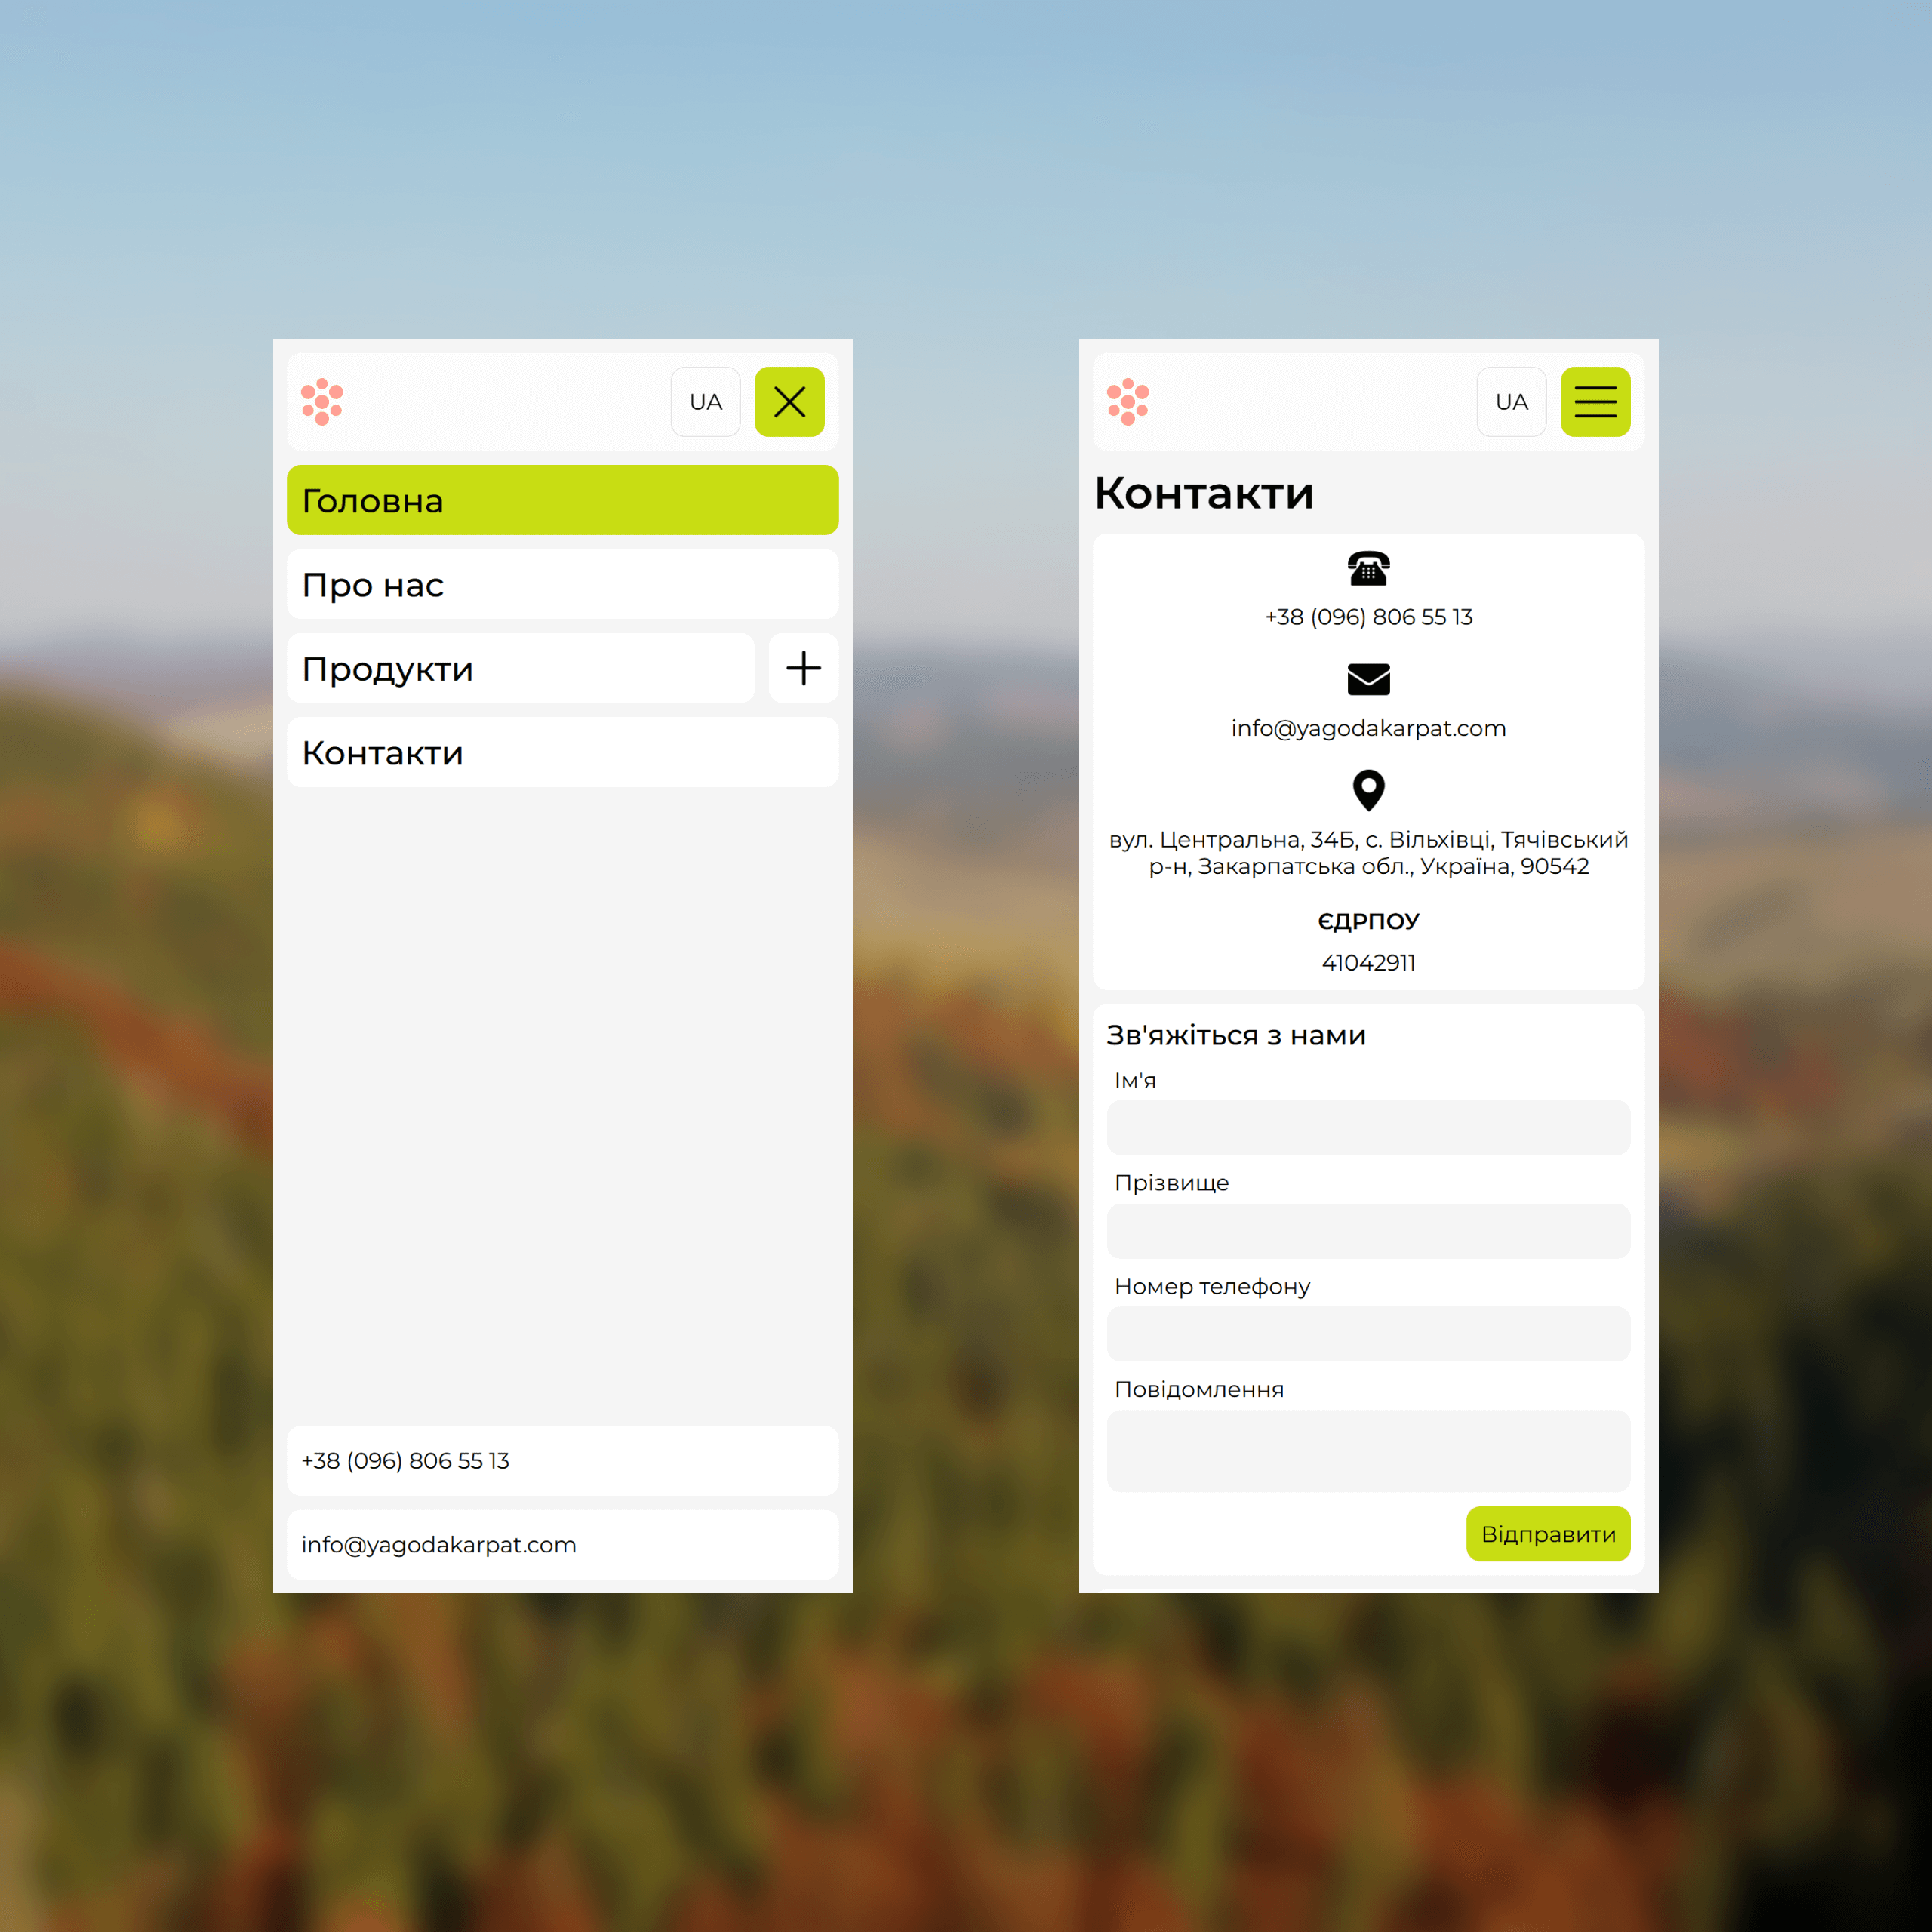 UA
Головна
Про нас
Продукти
Контакти
+38 (096) 806 55 13
info@yagodakarpat.com
UA
Контакти
+38 (096) 806 55 13
info@yagodakarpat.com
вул. Центральна, 34Б, с. Вільхівці, Тячівський
р-н, Закарпатська обл., Україна, 90542
ЄДРПОУ
41042911
Зв'яжіться з нами
Ім'я
Прізвище
Номер телефону
Повідомлення
Відправити